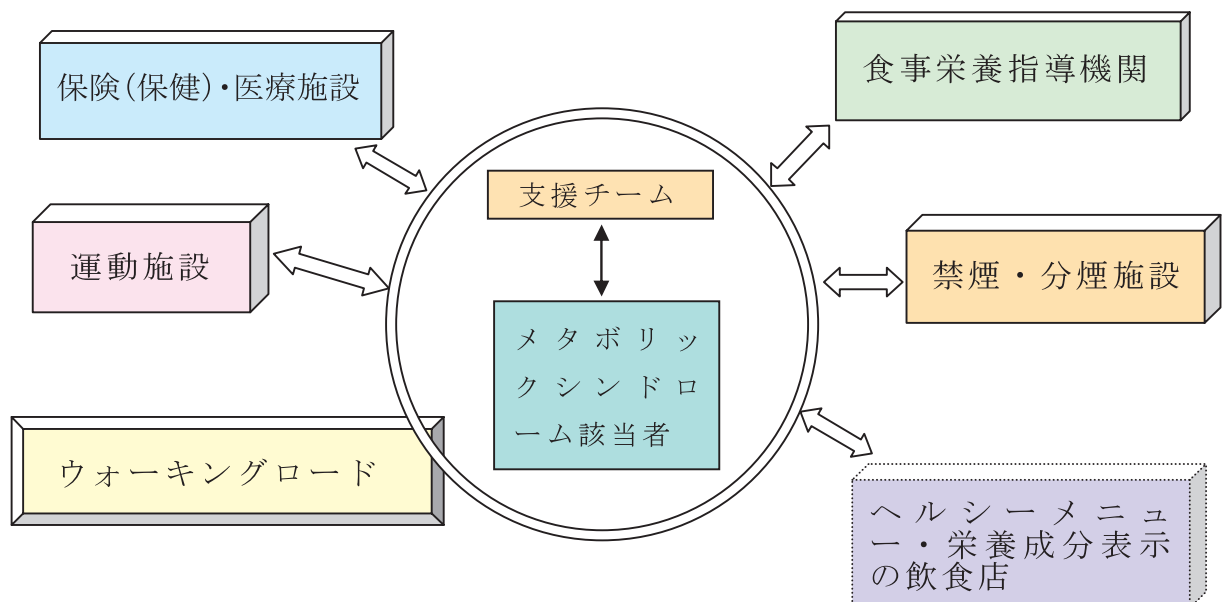 保険(保健)・医療施設
食事栄養指導機関
支援チーム
運動施設
禁煙・分煙施設
メタボリッ
クシンドロ
ーム該当者
ウォーキングロード
ヘルシーメニュ
ー・栄養成分表示
の飲食店